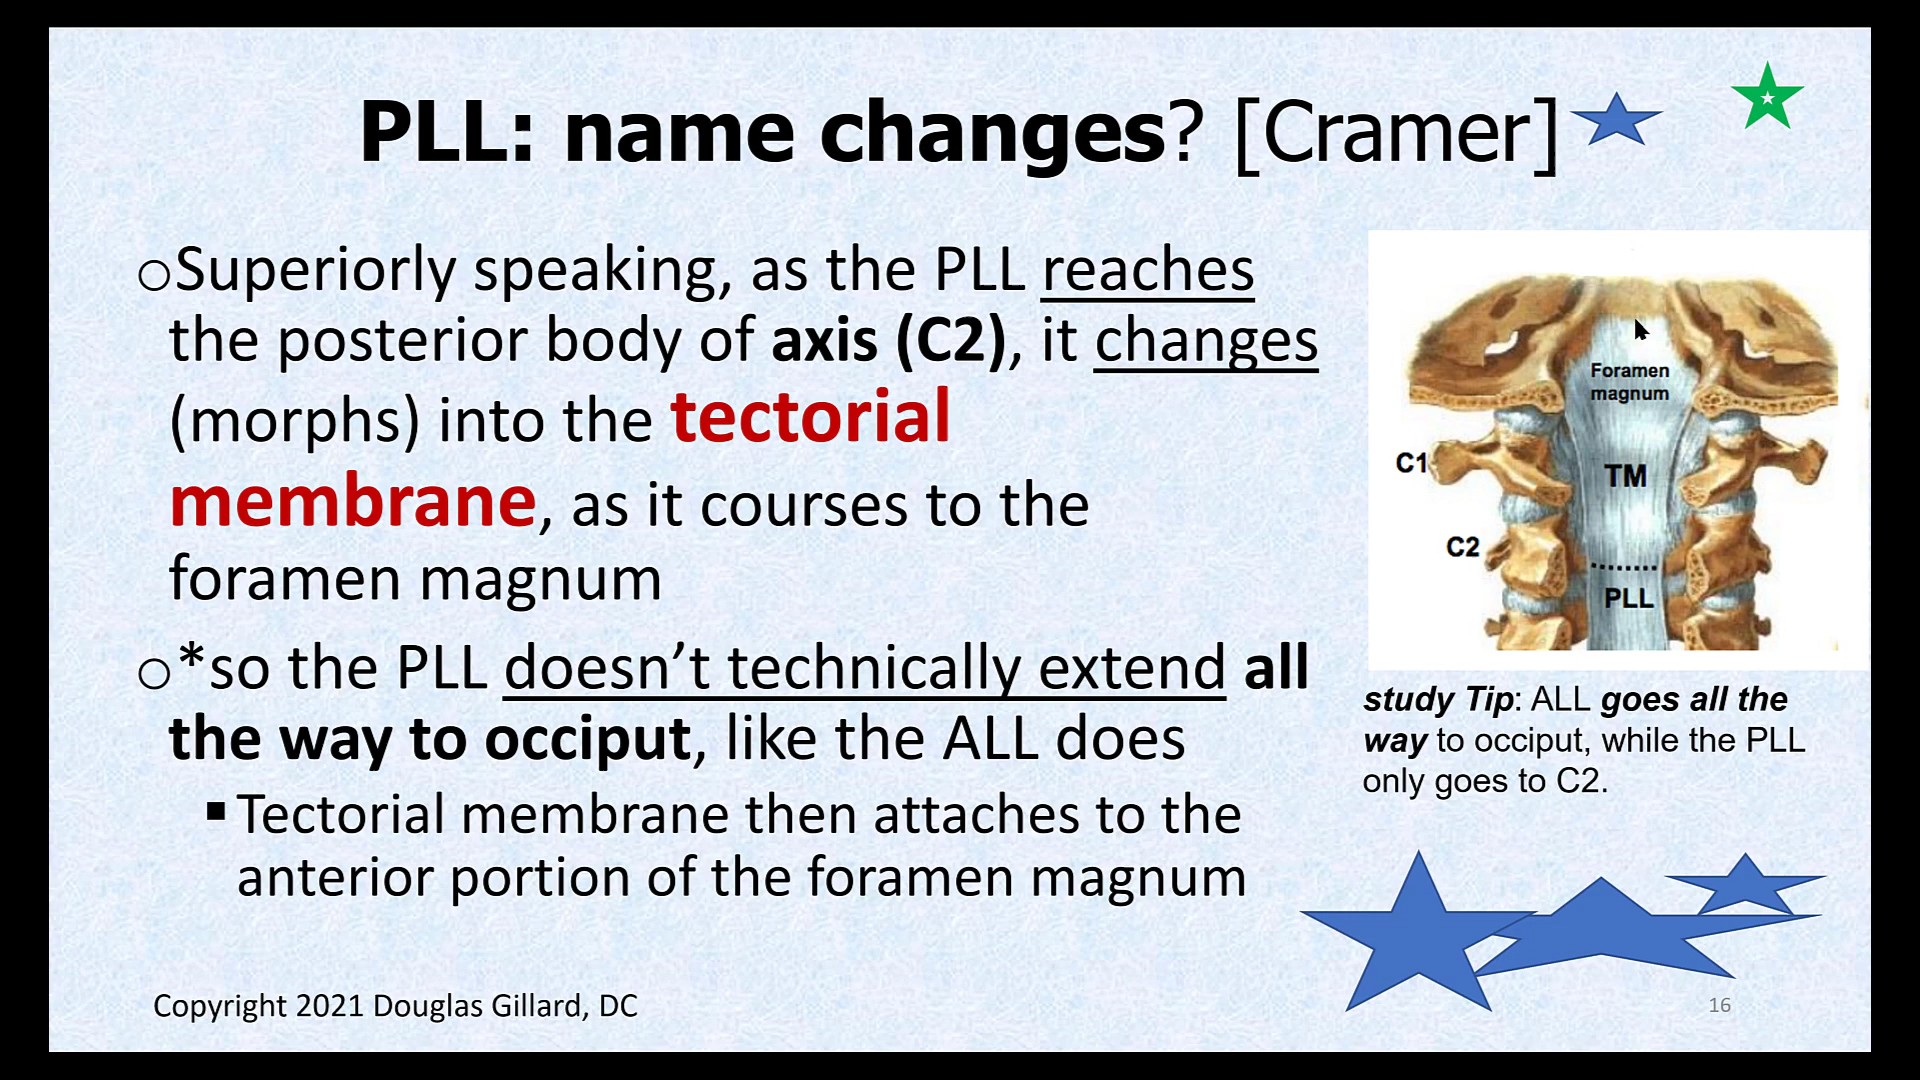 PLL: name changes? [Cramer]
oSuperiorly speaking, as the PLL reaches
the posterior body of axis (C2), it changes
(morphs) into the tectorial
membrane, as it courses to the
foramen magnum
o*so the PLL doesn’t technically extend all
the way to occiput, like the ALL does
▪Tectorial membrane then attaches to the
anterior portion of the foramen magnum
Foramen
magnum
C1
TM
C2
PLL
study Tip: ALL goes all the
way to occiput, while the PLL
only goes to C2.
Copyright 2021 Douglas Gillard, DC
16